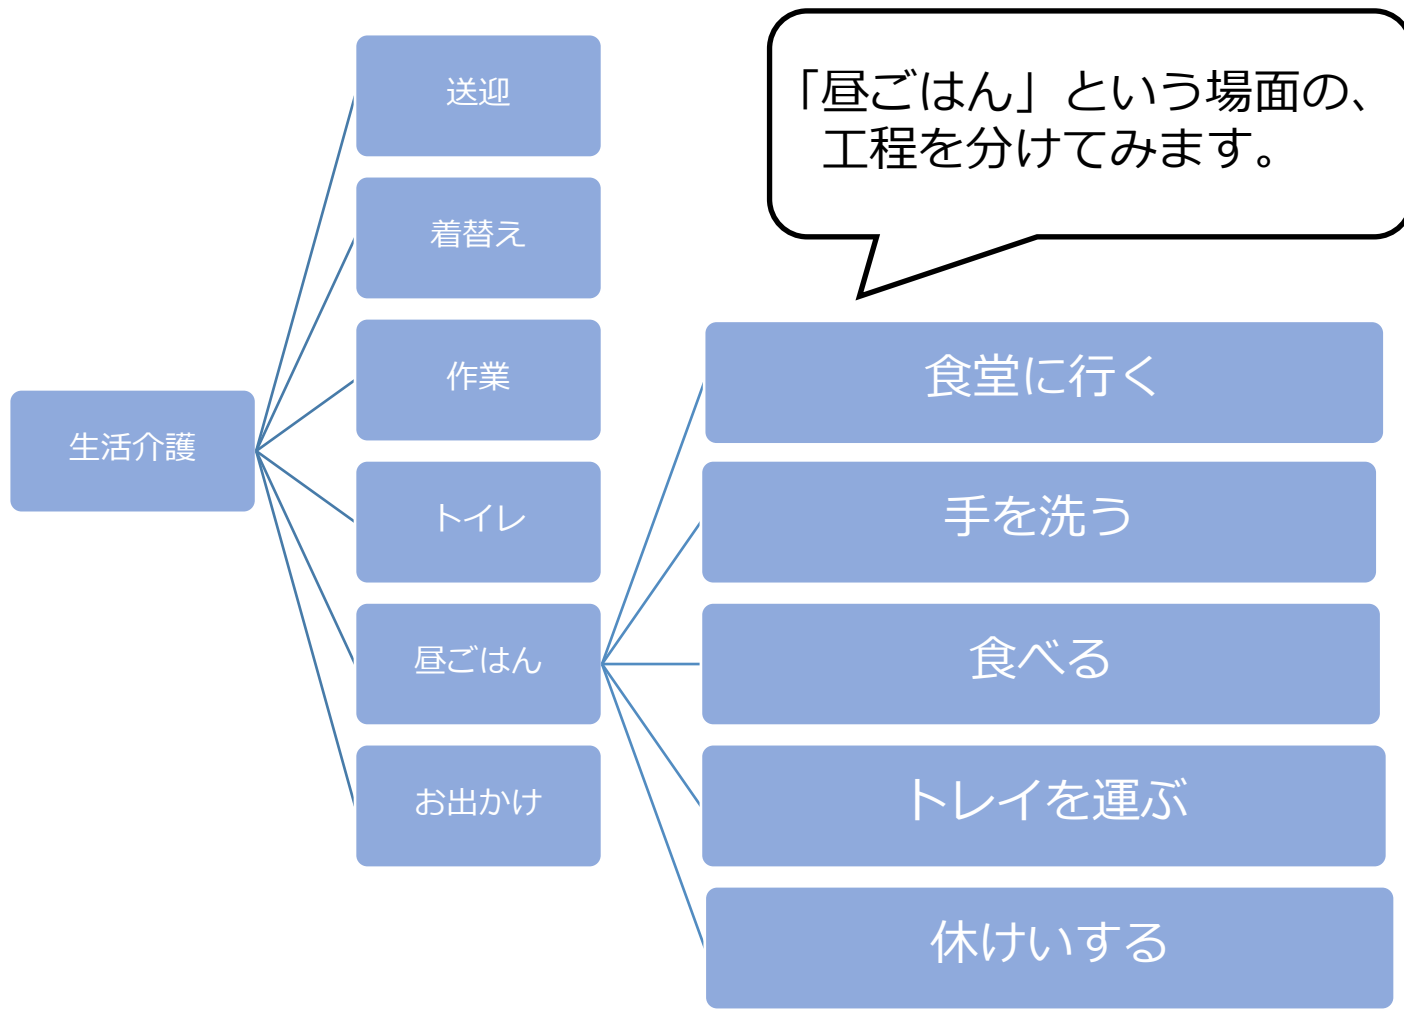 「昼ごはん」という場面の、
工程を分けてみます。
生活介護
送迎
着替え
作業
トイレ
昼ごはん
お出かけ
食堂に行く
手を洗う
食べる
トレイを運ぶ
休けいする